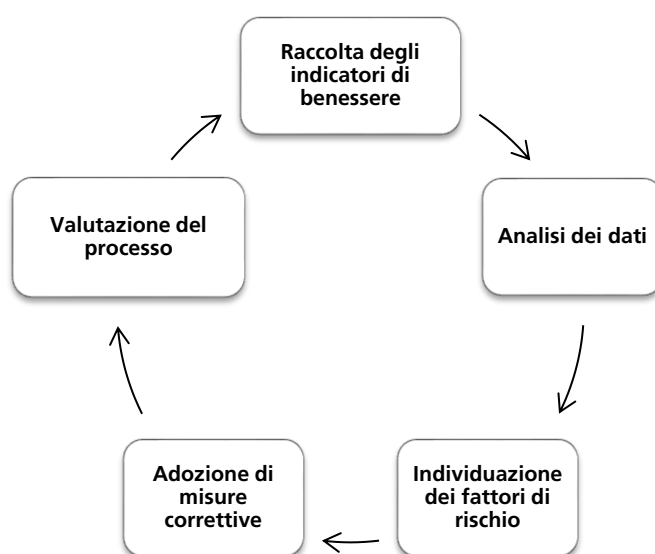 Raccolta degli
indicatori di
benessere
Analisi dei dati
Individuazione
dei fattori di
rischio
Adozione di
misure
correttive
Valutazione del
processo